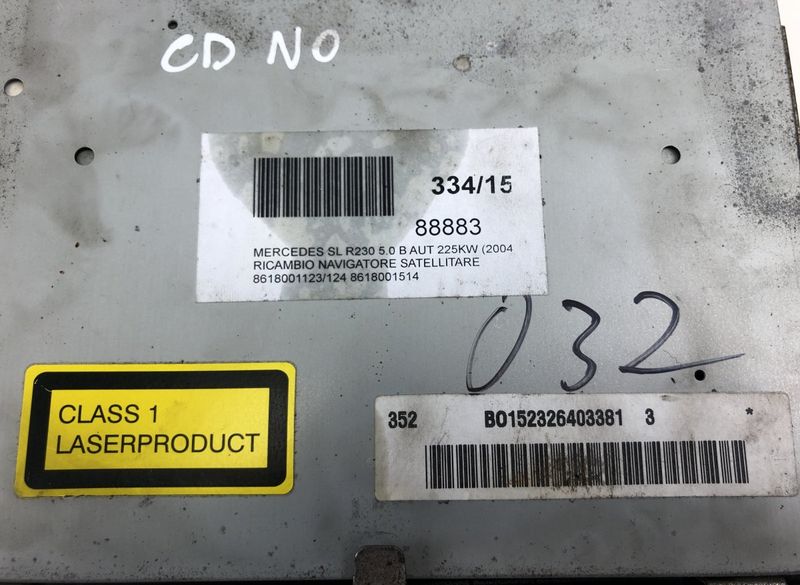 CD NO
334/15
88883
MERCEDES SL R230 5.0 B AUT 225KW (2004
RICAMBIO NAVIGATORE SATELLITARE
8618001123/124 8618001514
032
CLASS 1
LASERPRODUCT
352 BO152326403381 3 *